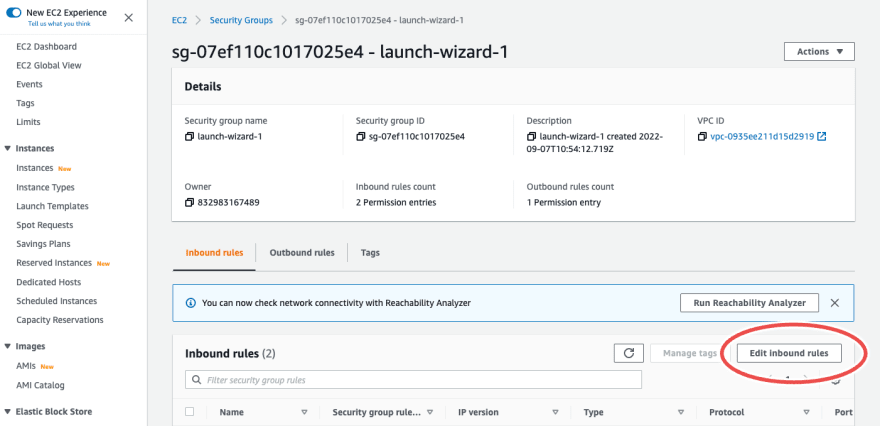 New EC2 Experience
Tell us what you think
EC2 Dashboard
EC2 Global View
Events
Tags
Limits
Instances
Instances New
Instance Types
Launch Templates
Spot Requests
Savings Plans
Reserved Instances New
Dedicated Hosts
Scheduled Instances
Capacity Reservations
Images
AMIs New
AMI Catalog
Elastic Block Store
EC2 > Security Groups > sg-07ef110c1017025e4 - launch-wizard-1
sg-07ef110c1017025e4 - launch-wizard-1
Actions
Details
Security group name
launch-wizard-1
Security group ID
sg-07ef110c1017025e4
Description
launch-wizard-1 created 2022-
09-07T10:54:12.719Z
VPC ID
vpc-0935ee211d15d2919
Owner
832983167489
Inbound rules count
2 Permission entries
Outbound rules count
1 Permission entry
Inbound rules Outbound rules Tags
You can now check network connectivity with Reachability Analyzer
Run Reachability Analyzer
Inbound rules (2)
Manage tags
Edit inbound rules
Filter security group rules
1
Name Security group rule... IP version Type Protocol Port